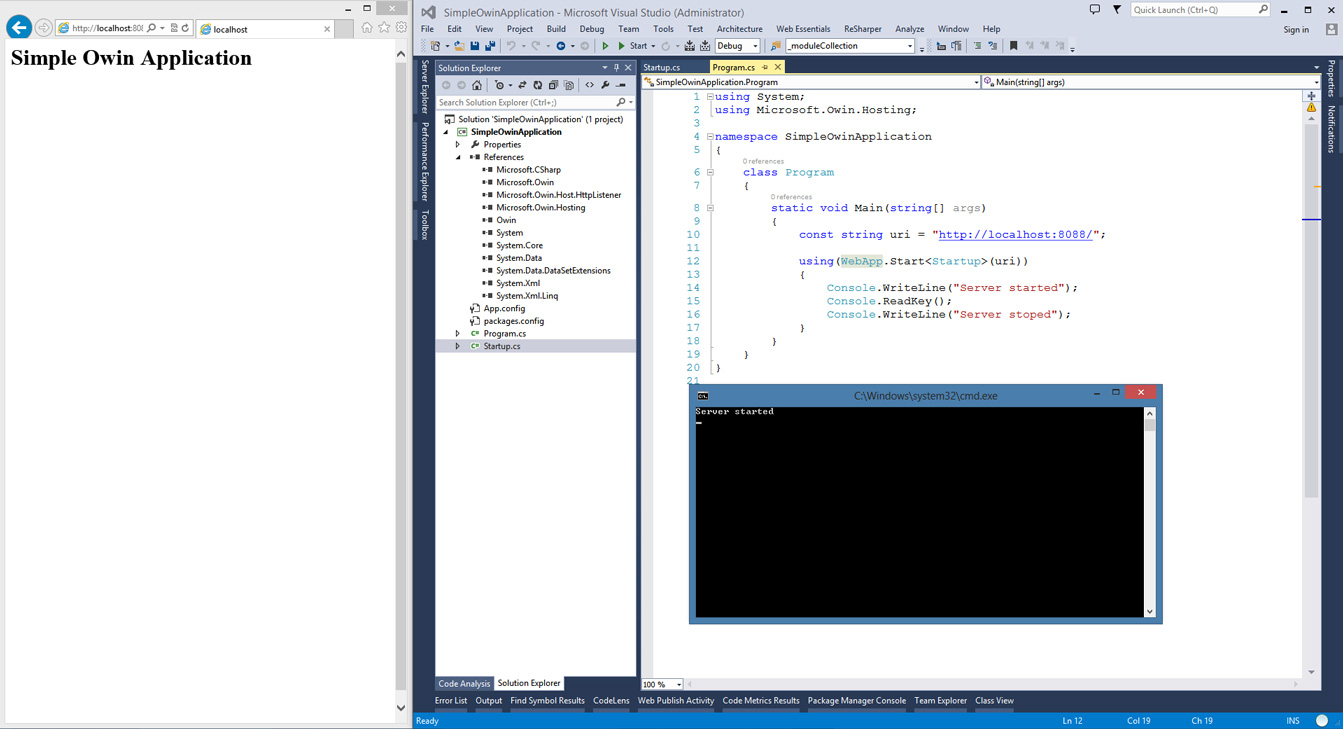 http://localhost:80
localhost
Simple Owin Application
SimpleOwinApplication - Microsoft Visual Studio (Administrator)
Quick Launch (Ctrl+Q)
File Edit View Project Build Debug Team Tools Test Architecture Web Essentials ReSharper Analyze Window Help
Sign in
Start Debug _moduleCollection
Server Explorer
Performance Explorer
Toolbox
Solution Explorer
Search Solution Explorer (Ctrl+;)
Solution 'SimpleOwinApplication' (1 project)
SimpleOwinApplication
Properties
References
Microsoft.CSharp
Microsoft.Owin
Microsoft.Owin.Host.HttpListener
Microsoft.Owin.Hosting
Owin
System
System.Core
System.Data
System.Data.DataSetExtensions
System.Xml
System.Xml.Linq
App.config
packages.config
C# Program.cs
C# Startup.cs
Code Analysis Solution Explorer
Startup.cs Program.cs
SimpleOwinApplication.Program Main(string[] args)
1 using System;
2 using Microsoft.Owin.Hosting;
3
4 namespace SimpleOwinApplication
5 {
0 references
6 class Program
7 {
0 references
8 static void Main(string[] args)
9 {
10 const string uri = "http://localhost:8088/";
11
12 using(WebApp.Start<Startup>(uri))
13 {
14 Console.WriteLine("Server started");
15 Console.ReadKey();
16 Console.WriteLine("Server stoped");
17 }
18 }
19 }
20 }
21
C:\Windows\system32\cmd.exe
Server started
100 %
Properties
Notifications
Error List Output Find Symbol Results CodeLens Web Publish Activity Code Metrics Results Package Manager Console Team Explorer Class View
Ready Ln 12 Col 19 Ch 19 INS